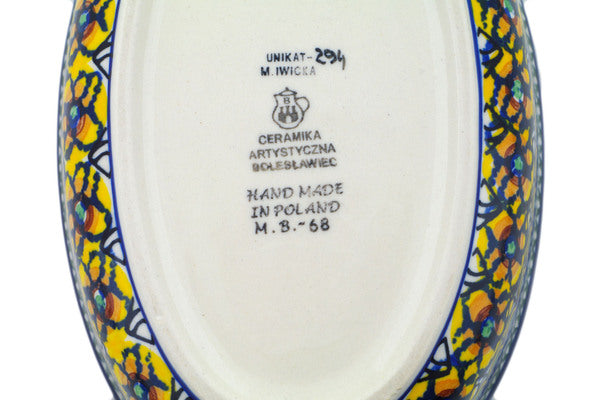 UNIKAT-294
M. IWICKA
B
CERAMIKA
ARTYSTYCZNA
BOLESŁAWIEC
HAND MADE
IN POLAND
M.B.-68